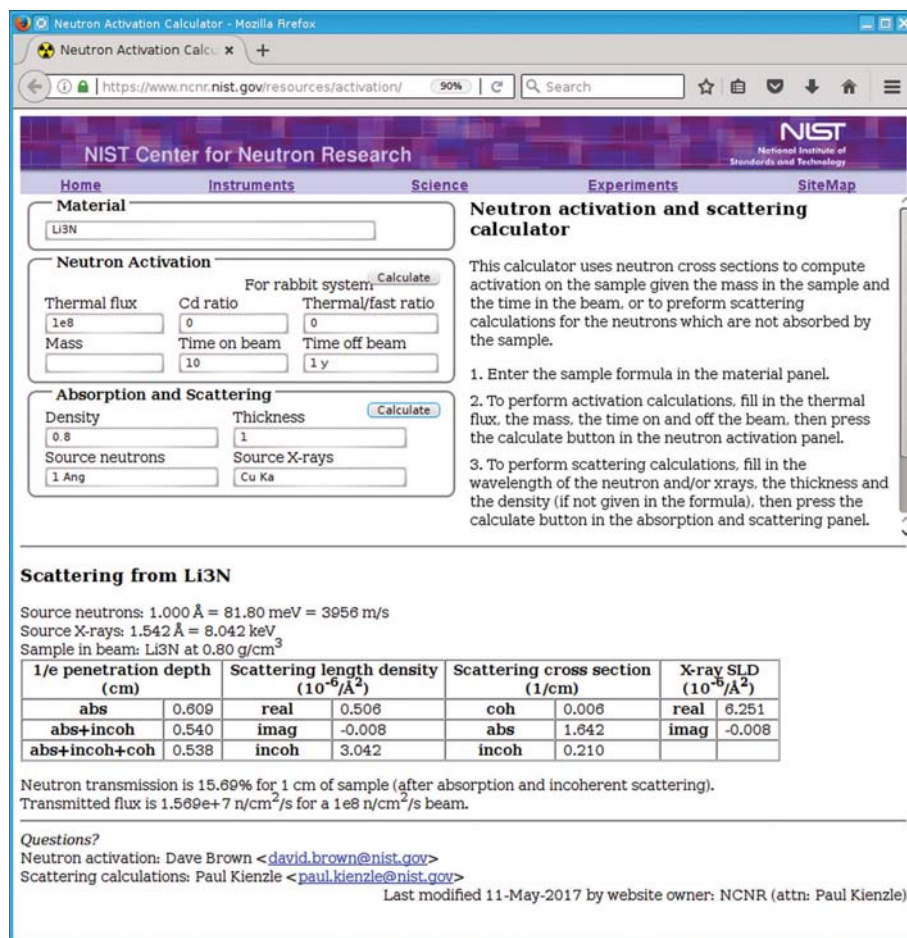 Neutron Activation Calculator - Mozilla Firefox
Neutron Activation Calcu
https://www.ncnr.nist.gov/resources/activation/ 90% Search
NIST
National Institute of
Standards and Technology
NIST Center for Neutron Research
Home Instruments Science Experiments SiteMap
Material
Li3N
Neutron Activation
For rabbit system Calculate
Thermal flux Cd ratio Thermal/fast ratio
1e8 0 0
Mass Time on beam Time off beam
10 1 y
Absorption and Scattering
Density Thickness Calculate
0.8 1
Source neutrons Source X-rays
1 Ang Cu Ka
Neutron activation and scattering
calculator
This calculator uses neutron cross sections to compute
activation on the sample given the mass in the sample and
the time in the beam, or to preform scattering
calculations for the neutrons which are not absorbed by
the sample.
1. Enter the sample formula in the material panel.
2. To perform activation calculations, fill in the thermal
flux, the mass, the time on and off the beam, then press
the calculate button in the neutron activation panel.
3. To perform scattering calculations, fill in the
wavelength of the neutron and/or xrays, the thickness and
the density (if not given in the formula), then press the
calculate button in the absorption and scattering panel.
Scattering from Li3N
Source neutrons: 1.000 Å = 81.80 meV = 3956 m/s
Source X-rays: 1.542 Å = 8.042 keV
Sample in beam: Li3N at 0.80 g/cm³
1/e penetration depth Scattering length density Scattering cross section X-ray SLD
(cm) (10⁻⁶/Å²) (1/cm) (10⁻⁶/Å²)
abs 0.609 real 0.506 coh 0.006 real 6.251
abs+incoh 0.540 imag -0.008 abs 1.642 imag -0.008
abs+incoh+coh 0.538 incoh 3.042 incoh 0.210
Neutron transmission is 15.69% for 1 cm of sample (after absorption and incoherent scattering).
Transmitted flux is 1.569e+7 n/cm²/s for a 1e8 n/cm²/s beam.
Questions?
Neutron activation: Dave Brown <david.brown@nist.gov>
Scattering calculations: Paul Kienzle <paul.kienzle@nist.gov>
Last modified 11-May-2017 by website owner: NCNR (attn: Paul Kienzle)